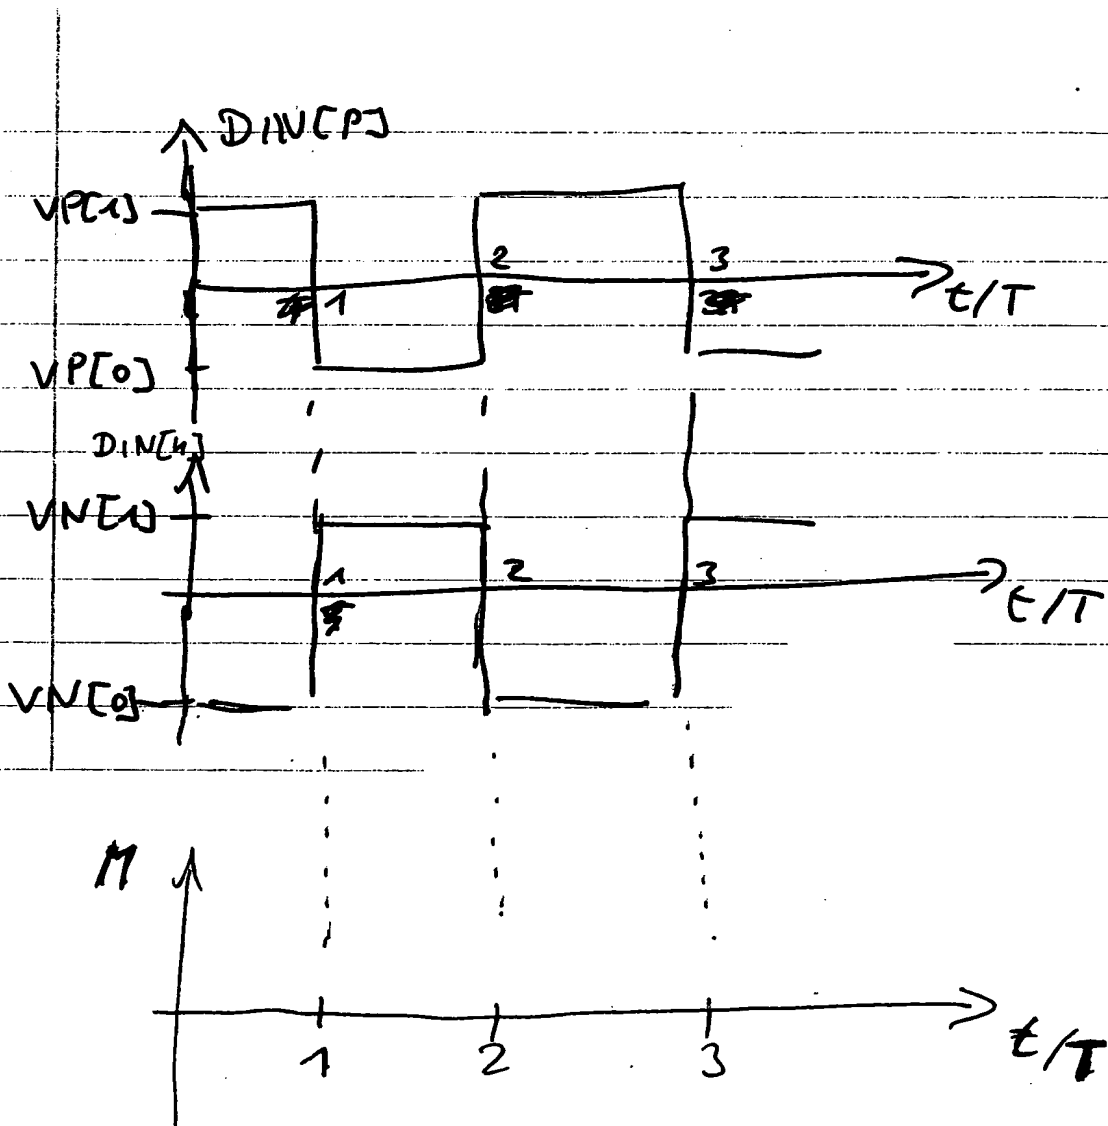 DIN[P]
VP[1]
2 3
1
t/T
VP[0]
DIN[n]
VN[1]
1 2 3
t/T
VN[0]
M
1 2 3
t/T